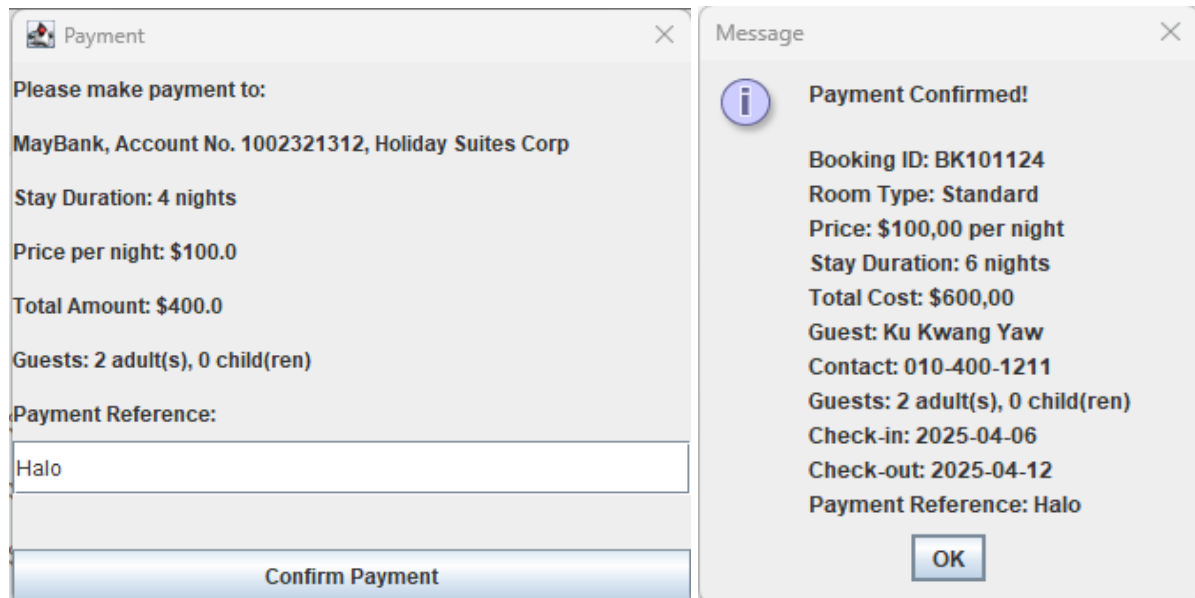 Payment
Please make payment to:
MayBank, Account No. 1002321312, Holiday Suites Corp
Stay Duration: 4 nights
Price per night: $100.0
Total Amount: $400.0
Guests: 2 adult(s), 0 child(ren)
Payment Reference:
Halo
Confirm Payment
Message
Payment Confirmed!
Booking ID: BK101124
Room Type: Standard
Price: $100,00 per night
Stay Duration: 6 nights
Total Cost: $600,00
Guest: Ku Kwang Yaw
Contact: 010-400-1211
Guests: 2 adult(s), 0 child(ren)
Check-in: 2025-04-06
Check-out: 2025-04-12
Payment Reference: Halo
OK